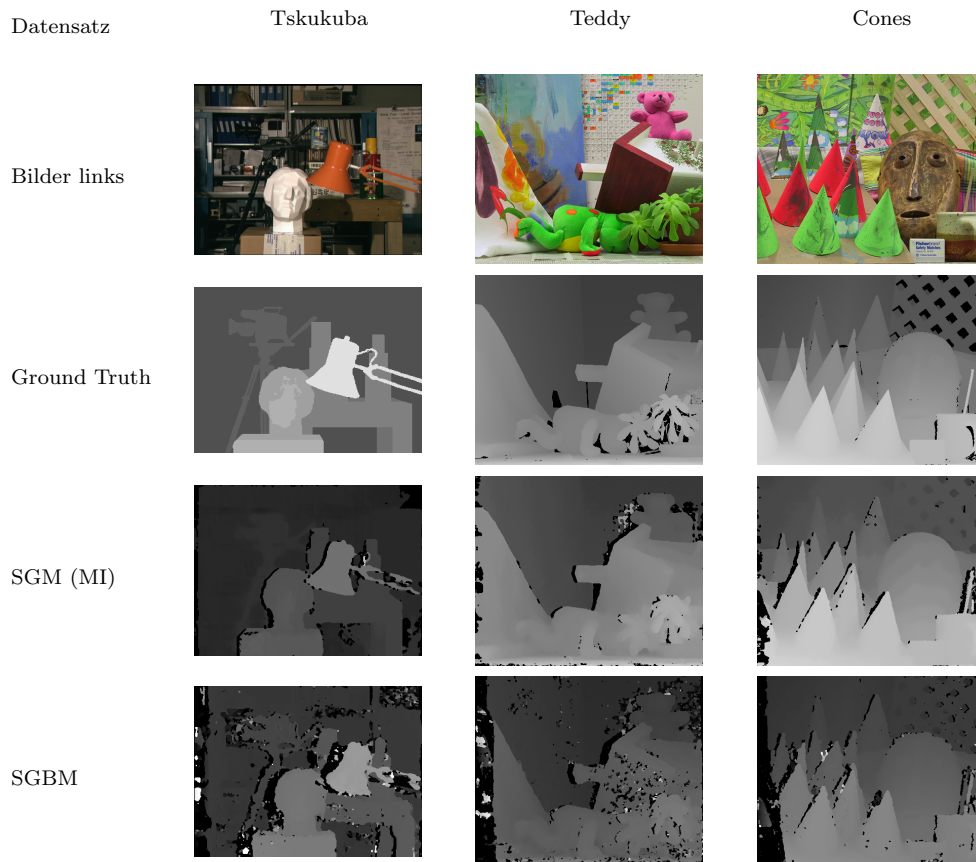 Datensatz Tskukuba Teddy Cones
Bilder links
Ground Truth
SGM (MI)
SGBM